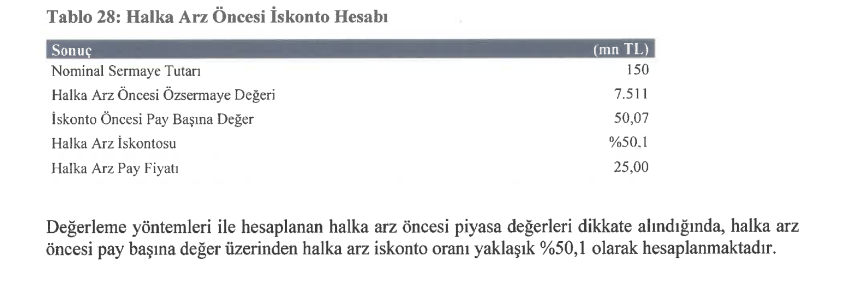 Tablo 28: Halka Arz Öncesi İskonto Hesabı
Sonuç (mn TL)
Nominal Sermaye Tutarı 150
Halka Arz Öncesi Özsermaye Değeri 7.511
İskonto Öncesi Pay Başına Değer 50,07
Halka Arz İskontosu %50,1
Halka Arz Pay Fiyatı 25,00
Değerleme yöntemleri ile hesaplanan halka arz öncesi piyasa değerleri dikkate alındığında, halka arz
öncesi pay başına değer üzerinden halka arz iskonto oranı yaklaşık %50,1 olarak hesaplanmaktadır.